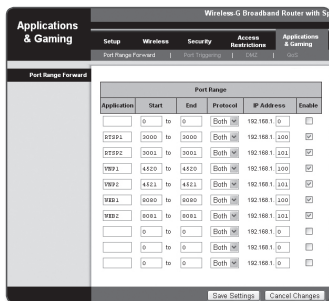 Wireless-G Broadband Router with Sp
Applications & Gaming
Setup Wireless Security Access Restrictions Applications & Gaming
Port Range Forward | Port Triggering | DMZ | QoS
Port Range Forward
Port Range
Application Start End Protocol IP Address Enable
0 to 0 Both 192.168.1. 0
RTSP1 3000 to 3000 Both 192.168.1. 100
RTSP2 3001 to 3001 Both 192.168.1. 101
VNP1 4520 to 4520 Both 192.168.1. 100
VNP2 4521 to 4521 Both 192.168.1. 101
WEB1 8080 to 8080 Both 192.168.1. 100
WEB2 8081 to 8081 Both 192.168.1. 101
0 to 0 Both 192.168.1. 0
0 to 0 Both 192.168.1. 0
0 to 0 Both 192.168.1. 0
Save Settings Cancel Changes